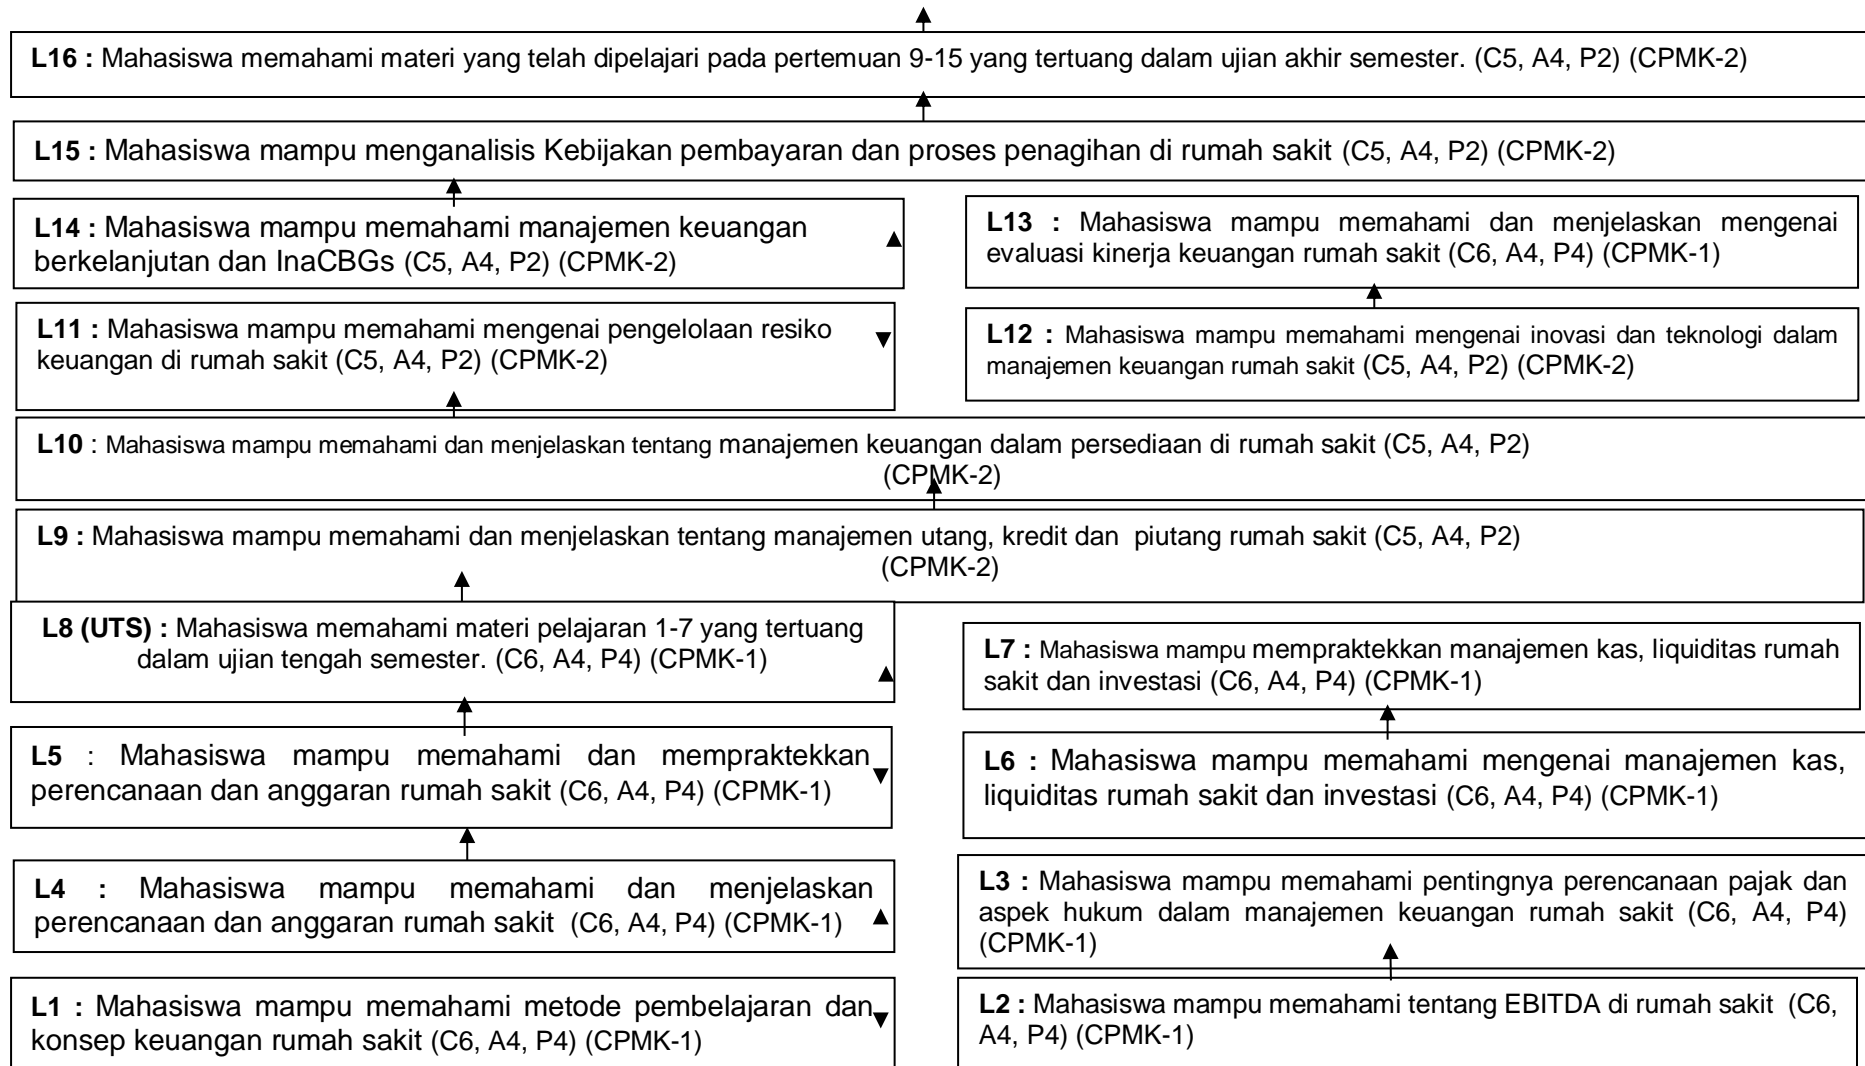 L16 : Mahasiswa memahami materi yang telah dipelajari pada pertemuan 9-15 yang tertuang dalam ujian akhir semester. (C5, A4, P2) (CPMK-2)
L15 : Mahasiswa mampu menganalisis Kebijakan pembayaran dan proses penagihan di rumah sakit (C5, A4, P2) (CPMK-2)
L14 : Mahasiswa mampu memahami manajemen keuangan
berkelanjutan dan InaCBGs (C5, A4, P2) (CPMK-2)
L13 : Mahasiswa mampu memahami dan menjelaskan mengenai
evaluasi kinerja keuangan rumah sakit (C6, A4, P4) (CPMK-1)
L11 : Mahasiswa mampu memahami mengenai pengelolaan resiko
keuangan di rumah sakit (C5, A4, P2) (CPMK-2)
L12 : Mahasiswa mampu memahami mengenai inovasi dan teknologi dalam
manajemen keuangan rumah sakit (C5, A4, P2) (CPMK-2)
L10 : Mahasiswa mampu memahami dan menjelaskan tentang manajemen keuangan dalam persediaan di rumah sakit (C5, A4, P2)
(CPMK-2)
L9 : Mahasiswa mampu memahami dan menjelaskan tentang manajemen utang, kredit dan piutang rumah sakit (C5, A4, P2)
(CPMK-2)
L8 (UTS) : Mahasiswa memahami materi pelajaran 1-7 yang tertuang
dalam ujian tengah semester. (C6, A4, P4) (CPMK-1)
L7 : Mahasiswa mampu mempraktekkan manajemen kas, liquiditas rumah
sakit dan investasi (C6, A4, P4) (CPMK-1)
L5 : Mahasiswa mampu memahami dan mempraktekkan
perencanaan dan anggaran rumah sakit (C6, A4, P4) (CPMK-1)
L6 : Mahasiswa mampu memahami mengenai manajemen kas,
liquiditas rumah sakit dan investasi (C6, A4, P4) (CPMK-1)
L4 : Mahasiswa mampu memahami dan menjelaskan
perencanaan dan anggaran rumah sakit (C6, A4, P4) (CPMK-1)
L3 : Mahasiswa mampu memahami pentingnya perencanaan pajak dan
aspek hukum dalam manajemen keuangan rumah sakit (C6, A4, P4)
(CPMK-1)
L1 : Mahasiswa mampu memahami metode pembelajaran dan
konsep keuangan rumah sakit (C6, A4, P4) (CPMK-1)
L2 : Mahasiswa mampu memahami tentang EBITDA di rumah sakit (C6,
A4, P4) (CPMK-1)